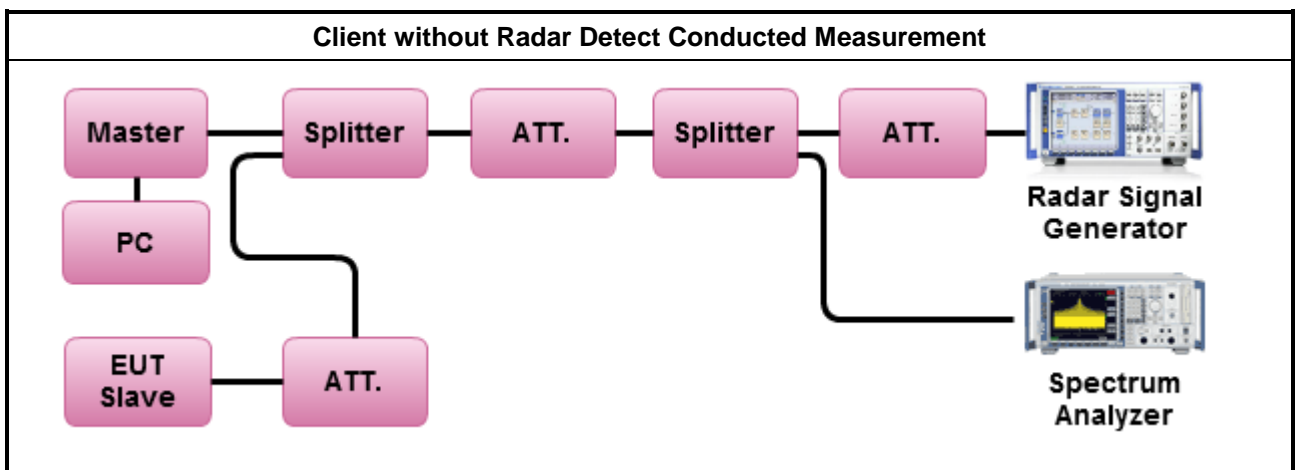 Client without Radar Detect Conducted Measurement
Master
Splitter
ATT.
Splitter
ATT.
Radar Signal
Generator
PC
EUT
Slave
ATT.
Spectrum
Analyzer